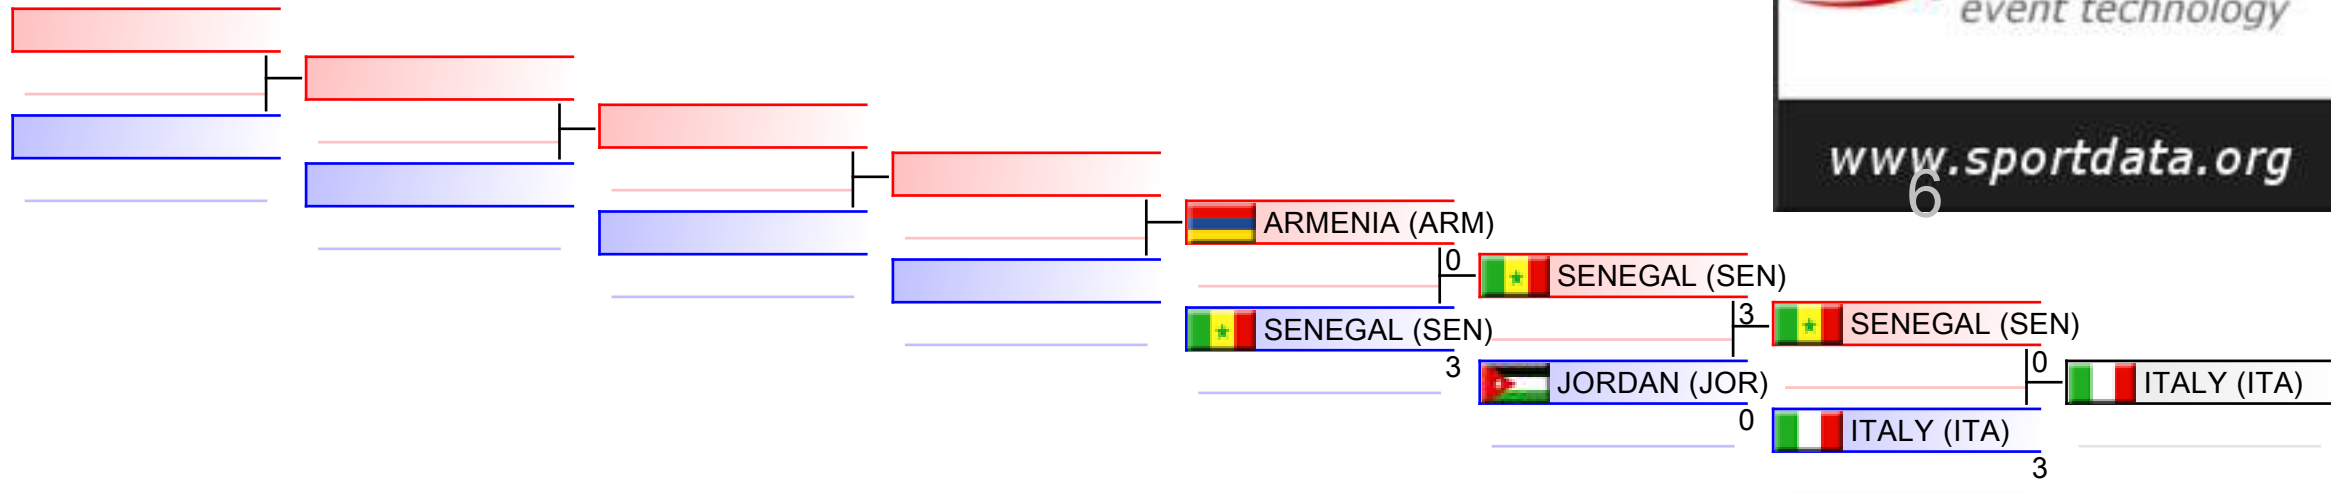 event technology
www.sportdata.org
6
ARMENIA (ARM)
0
SENEGAL (SEN)
SENEGAL (SEN)
3
3
SENEGAL (SEN)
JORDAN (JOR)
0
0
ITALY (ITA)
ITALY (ITA)
3